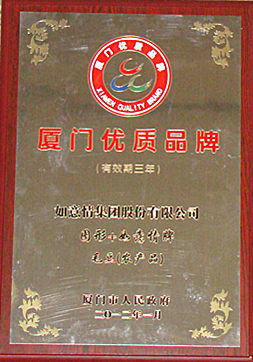 厦门优质品牌
XIAMEN QUALITY BRAND
厦门优质品牌
(有效期三年)
如意情集团股份有限公司
图形+如意情牌
毛豆(农产品)
厦门市人民政府
二〇一二年一月